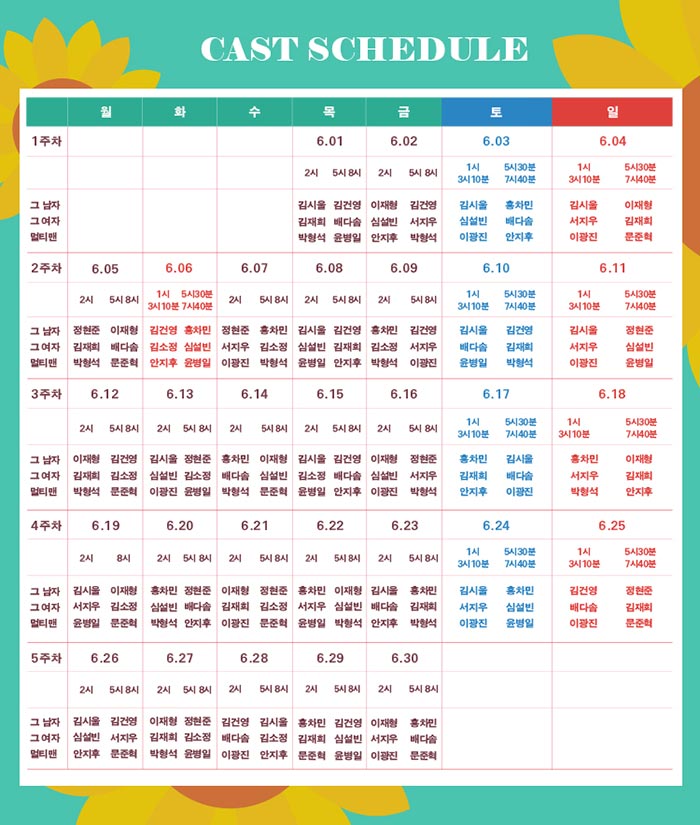 CAST SCHEDULE
월 화 수 목 금 토 일
1주차 6.01 6.02 6.03 6.04
2시 5시 8시 2시 5시 8시 1시 5시30분 1시 5시30분
3시10분 7시40분 3시10분 7시40분
그 남자 김시울 김건영 이재형 김건영 김시울 홍차민 김시울 이재형
그 여자 김재희 배다솜 심설빈 서지우 심설빈 배다솜 서지우 김재희
멀티맨 박형석 윤병일 안지후 박형석 이광진 안지후 이광진 문준혁
2주차 6.05 6.06 6.07 6.08 6.09 6.10 6.11
2시 5시 8시 1시 5시30분 2시 5시 8시 2시 5시 8시 2시 5시 8시 1시 5시30분 1시 5시30분
3시10분 7시40분 3시10분 7시40분 3시10분 7시40분
그 남자 정현준 이재형 김건영 홍차민 정현준 홍차민 김시울 김건영 홍차민 김건영 김시울 김건영 김시울 정현준
그 여자 김재희 배다솜 김소정 심설빈 서지우 김소정 심설빈 김재희 김소정 서지우 배다솜 김재희 서지우 심설빈
멀티맨 박형석 문준혁 안지후 윤병일 이광진 박형석 윤병일 안지후 박형석 이광진 윤병일 박형석 이광진 윤병일
3주차 6.12 6.13 6.14 6.15 6.16 6.17 6.18
2시 5시 8시 2시 5시 8시 2시 5시 8시 2시 5시 8시 2시 5시 8시 1시 5시30분 1시 5시30분
3시10분 7시40분 3시10분 7시40분
그 남자 이재형 김건영 김시울 정현준 홍차민 이재형 김시울 김건영 이재형 정현준 홍차민 김시울 홍차민 이재형
그 여자 김재희 김소정 심설빈 김소정 배다솜 심설빈 김소정 배다솜 심설빈 서지우 김재희 배다솜 서지우 김재희
멀티맨 박형석 문준혁 이광진 윤병일 박형석 문준혁 윤병일 안지후 이광진 문준혁 안지후 이광진 박형석 안지후
4주차 6.19 6.20 6.21 6.22 6.23 6.24 6.25
2시 8시 2시 5시 8시 2시 5시 8시 2시 5시 8시 2시 5시 8시 1시 5시30분 1시 5시30분
3시10분 7시40분 3시10분 7시40분
그 남자 김시울 이재형 홍차민 정현준 이재형 정현준 홍차민 이재형 김시울 홍차민 김시울 홍차민 김건영 정현준
그 여자 서지우 김소정 심설빈 배다솜 김재희 김소정 서지우 심설빈 배다솜 김재희 서지우 심설빈 배다솜 김재희
멀티맨 윤병일 문준혁 박형석 안지후 이광진 문준혁 윤병일 박형석 안지후 박형석 이광진 윤병일 이광진 문준혁
5주차 6.26 6.27 6.28 6.29 6.30
2시 5시 8시 2시 5시 8시 2시 5시 8시 2시 5시 8시 2시 5시 8시
그 남자 김시울 김건영 이재형 정현준 김건영 김시울 홍차민 김건영 이재형 홍차민
그 여자 심설빈 서지우 김재희 김소정 배다솜 김소정 김재희 심설빈 서지우 배다솜
멀티맨 안지후 문준혁 박형석 윤병일 이광진 안지후 문준혁 윤병일 이광진 문준혁